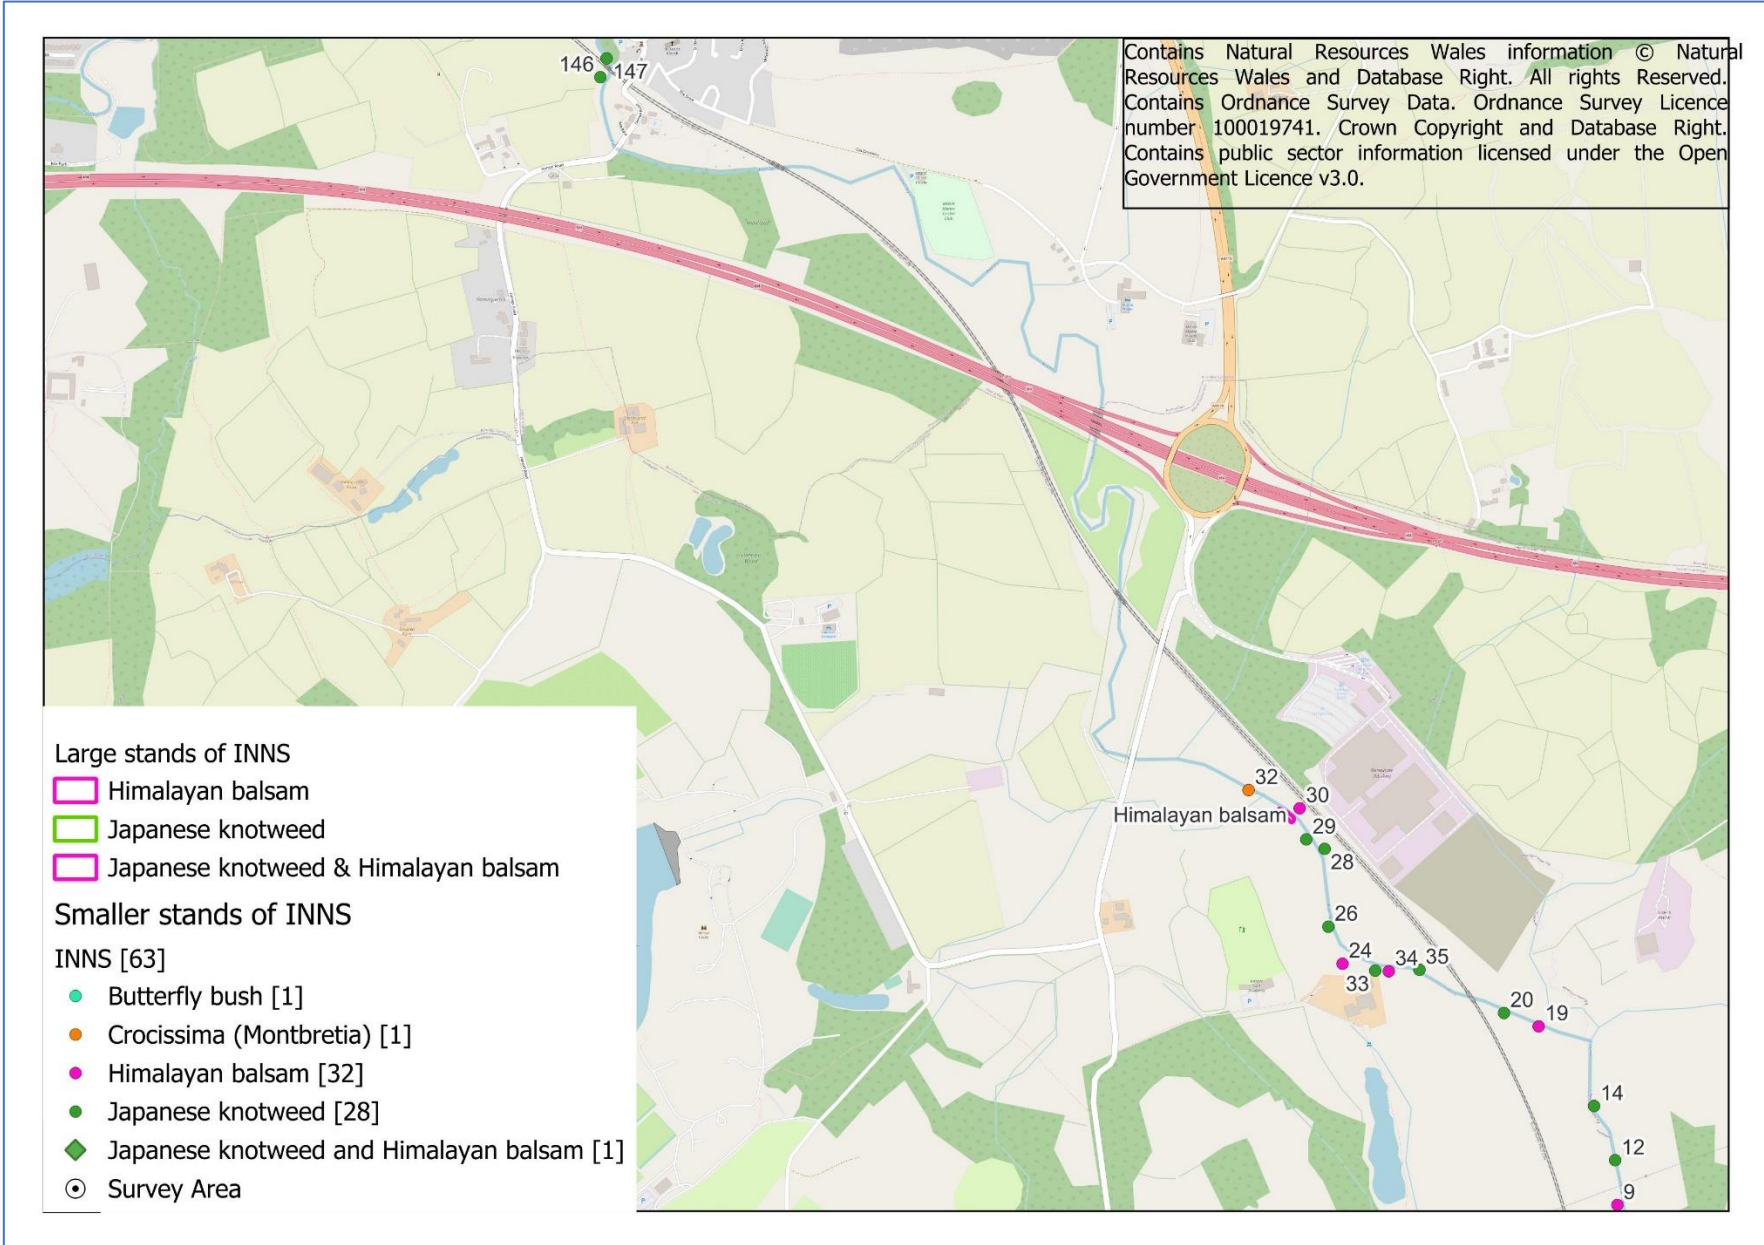 Contains Natural Resources Wales information © Natural
Resources Wales and Database Right. All rights Reserved.
Contains Ordnance Survey Data. Ordnance Survey Licence
number 100019741. Crown Copyright and Database Right.
Contains public sector information licensed under the Open
Government Licence v3.0.
146
147
32
30
Himalayan balsam
29
28
26
24
34
35
33
20
19
14
12
9
Large stands of INNS
Himalayan balsam
Japanese knotweed
Japanese knotweed & Himalayan balsam
Smaller stands of INNS
INNS [63]
Butterfly bush [1]
Crocissima (Montbretia) [1]
Himalayan balsam [32]
Japanese knotweed [28]
Japanese knotweed and Himalayan balsam [1]
Survey Area